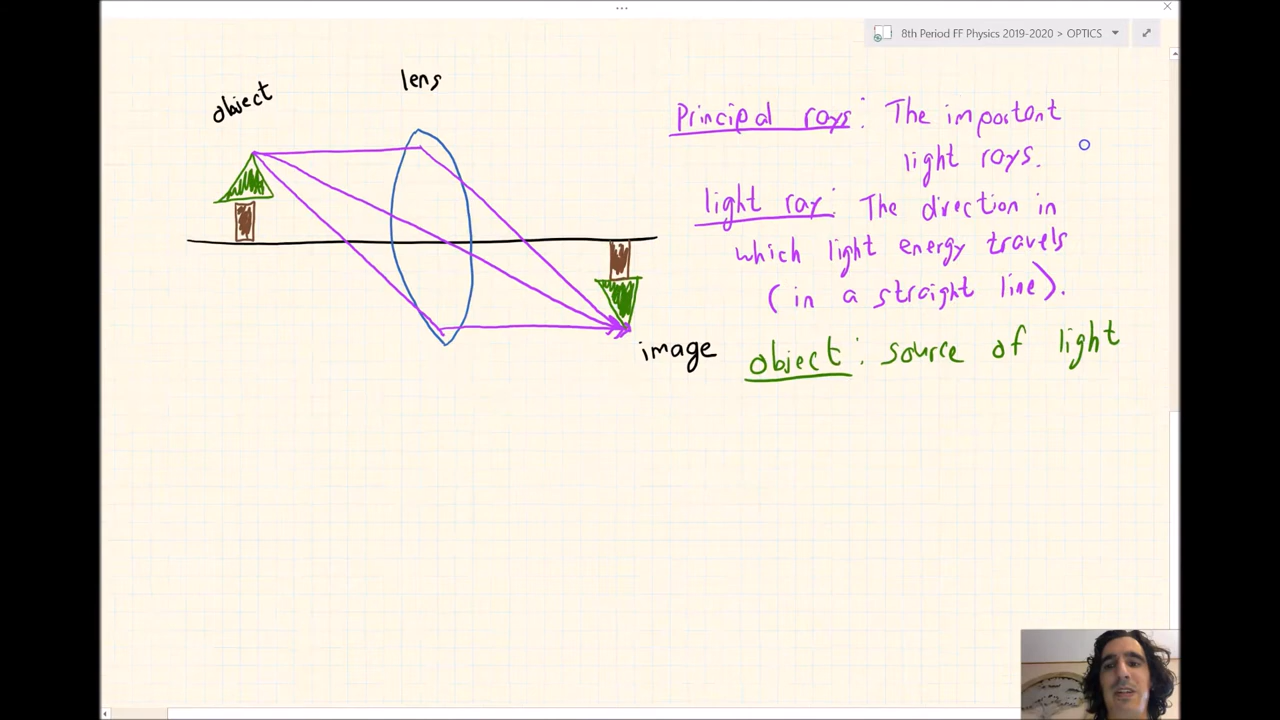 8th Period FF Physics 2019-2020 > OPTICS
object
lens
Principal rays: The important
light rays.
light ray: The direction in
which light energy travels
(in a straight line).
image
object: source of light